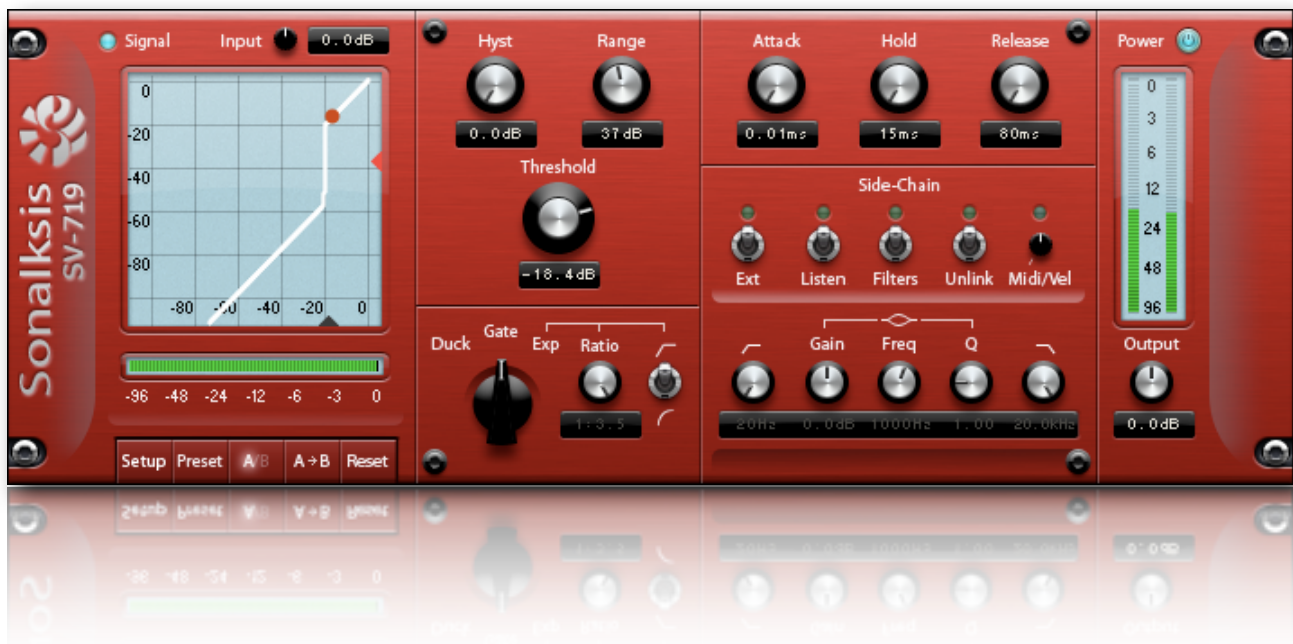 Sonalksis
SV-719
Signal Input 0.0dB
0
-20
-40
-60
-80
-80 -60 -40 -20 0
-96 -48 -24 -12 -6 -3 0
Setup Preset A/B A→B Reset
Hyst Range
0.0dB 37dB
Threshold
-18.4dB
Duck Gate Exp Ratio
1:3.5
Attack Hold Release
0.01ms 15ms 80ms
Side-Chain
Ext Listen Filters Unlink Midi/Vel
Gain Freq Q
20Hz 0.0dB 1000Hz 1.00 20.0kHz
Power
0
3
6
12
24
48
96
Output
0.0dB